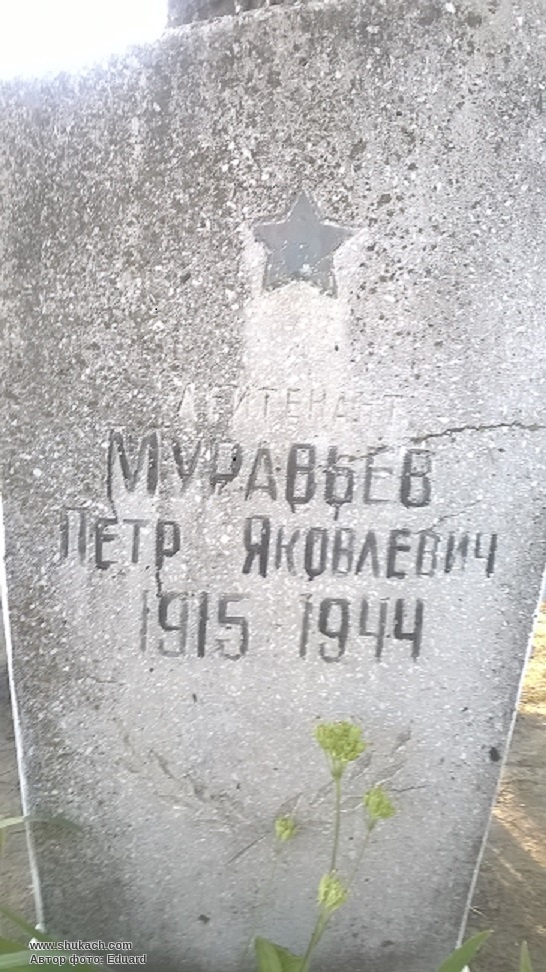 ЛЕЙТЕНАНТ
МУРАВЬЕВ
ПЕТР ЯКОВЛЕВИЧ
1915 1944
www.shukach.com
Автор фото: Eduard